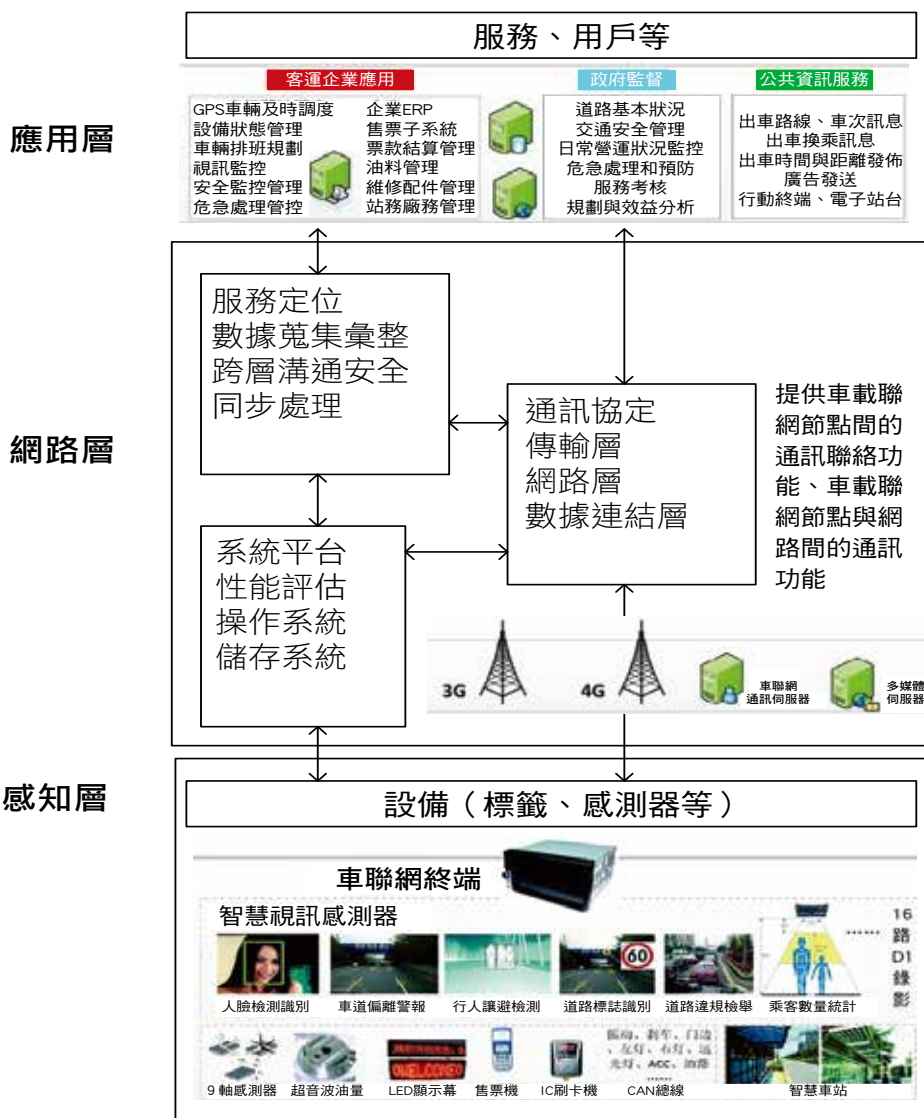 服務、用戶等
客運企業應用
政府監督
公共資訊服務
應用層
GPS車輛及時調度
設備狀態管理
車輛排班規劃
視訊監控
安全監控管理
危急處理管控
企業ERP
售票子系統
票款結算管理
油料管理
維修配件管理
站務廠務管理
道路基本狀況
交通安全管理
日常營運狀況監控
危急處理和預防
服務考核
規劃與效益分析
出車路線、車次訊息
出車換乘訊息
出車時間與距離發佈
廣告發送
行動終端、電子站台
網路層
服務定位
數據蒐集彙整
跨層溝通安全
同步處理
通訊協定
傳輸層
網路層
數據連結層
提供車載聯
網節點間的
通訊聯絡功
能、車載聯
網節點與網
路間的通訊
功能
系統平台
性能評估
操作系統
儲存系統
3G
4G
車聯網
通訊伺服器
多媒體
伺服器
感知層
設備（標籤、感測器等）
車聯網終端
智慧視訊感測器
60
……
16
路
D1
錄
影
人臉檢測識別
車道偏離警報
行人讓避檢測
道路標誌識別
道路違規檢舉
乘客數量統計
振动、刹车、门边
、左灯、右灯、远
光灯、ACC、油路
……
9 軸感測器
超音波油量
LED顯示幕
售票機
IC刷卡機
CAN總線
智慧車站